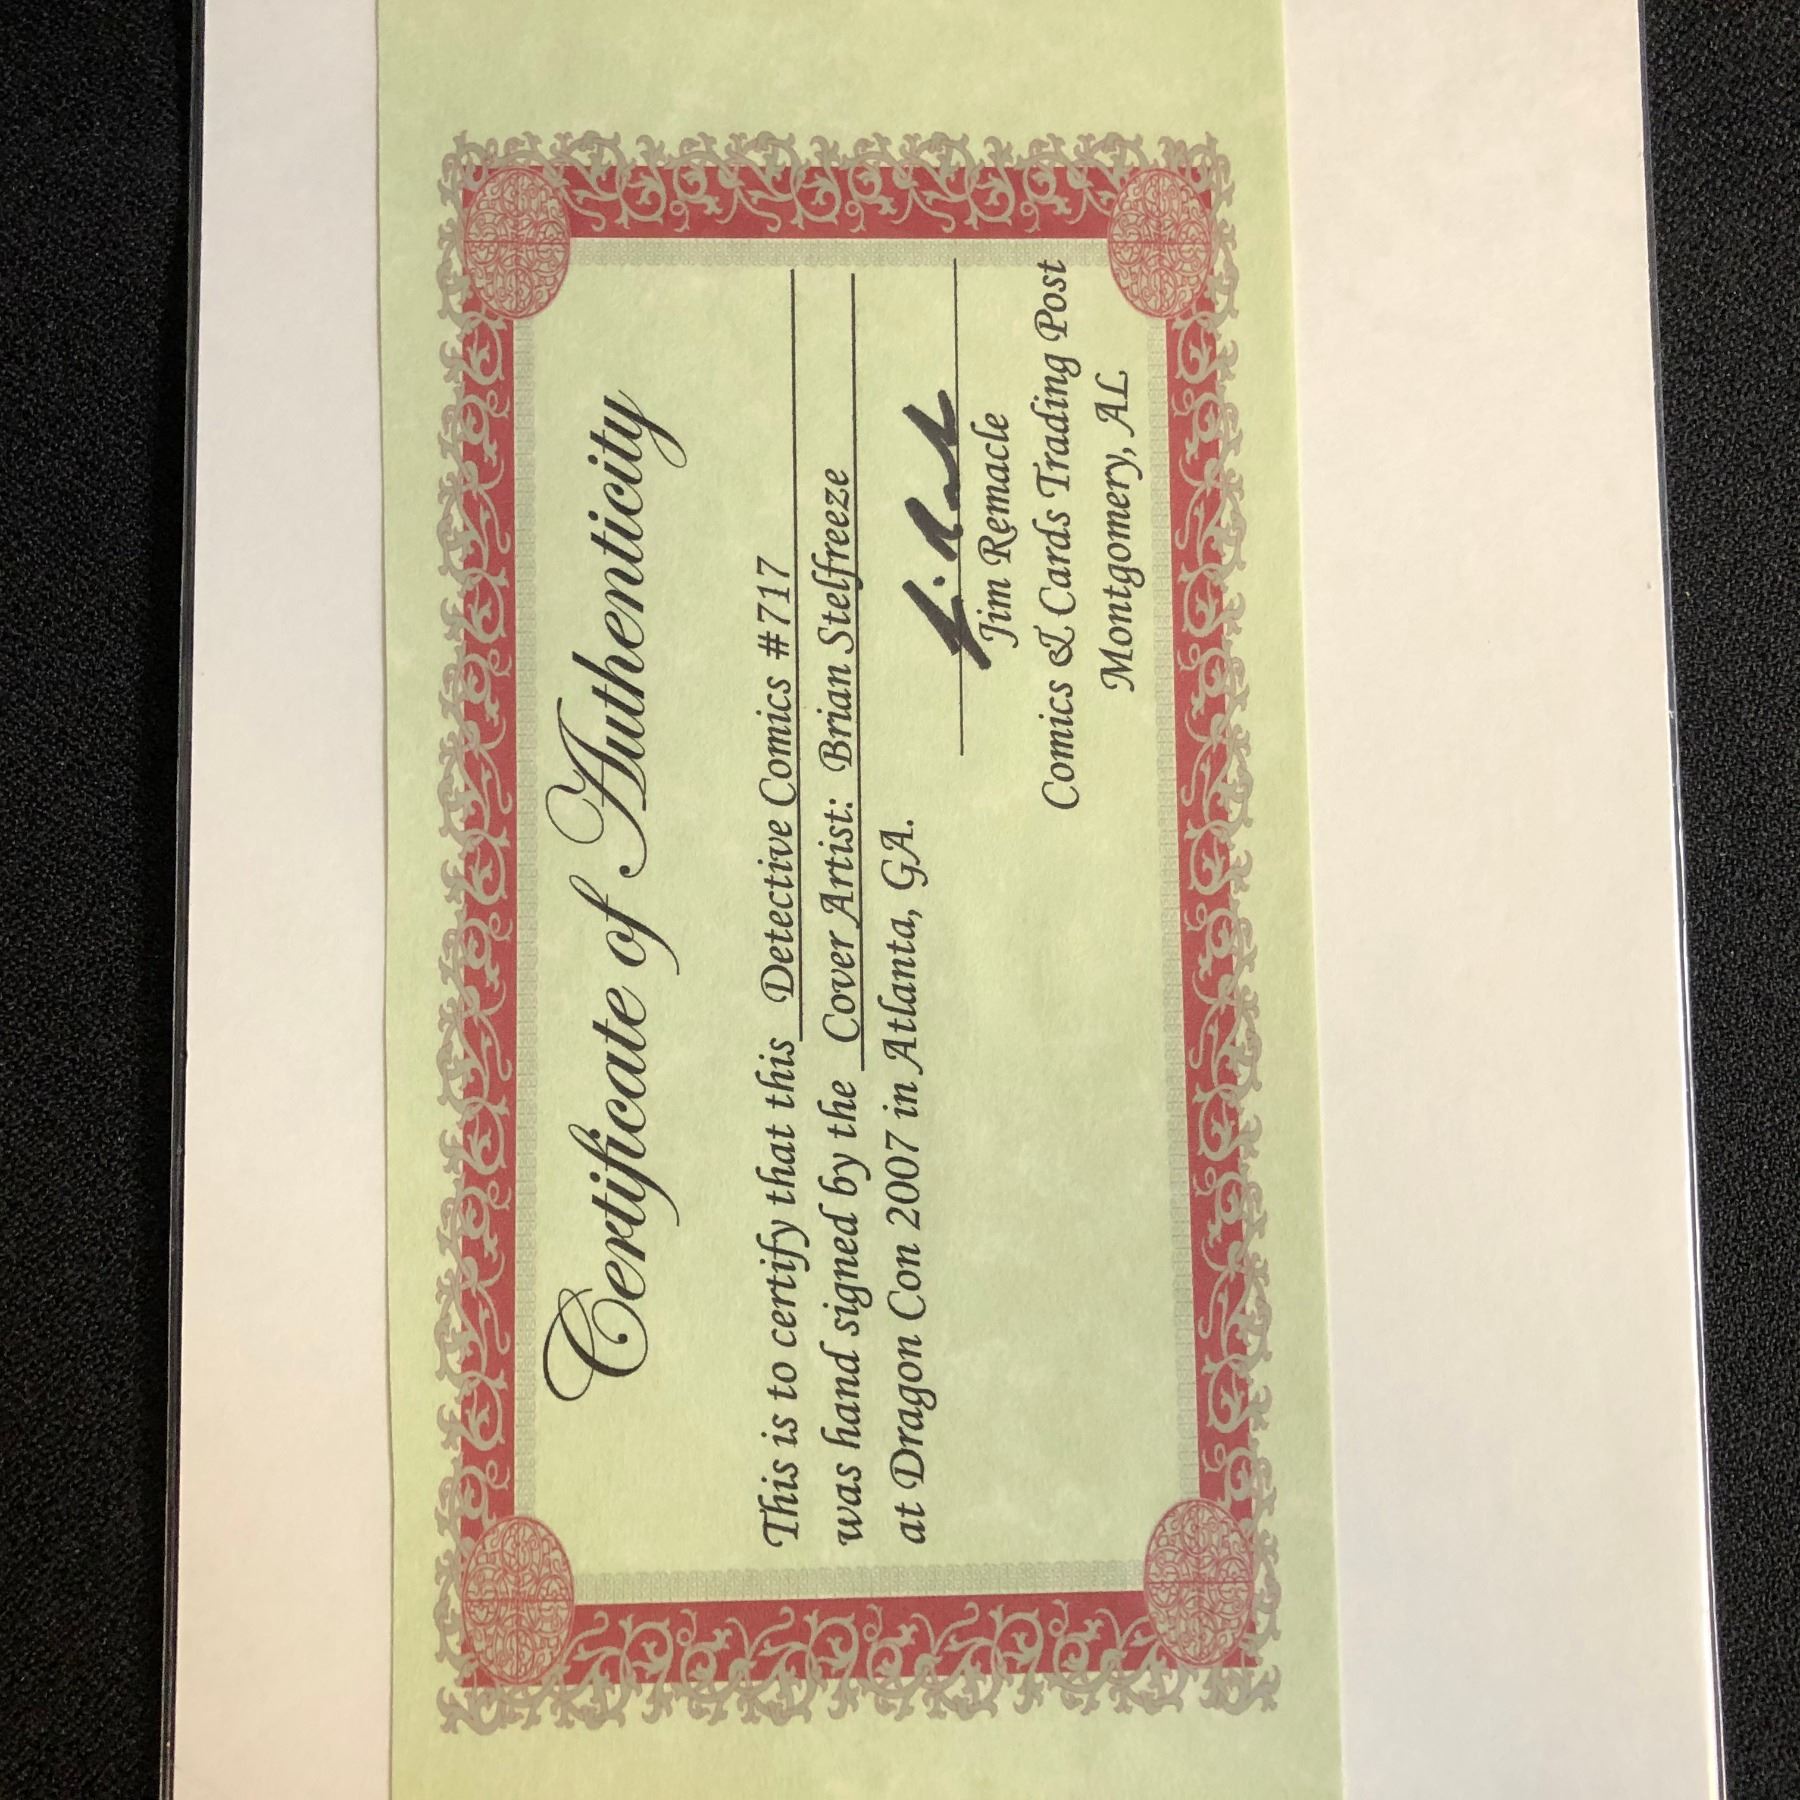 Certificate of Authenticity
This is to certify that this Detective Comics #717
was hand signed by the Cover Artist: Brian Stelfreeze
at Dragon Con 2007 in Atlanta, GA.
Jim Remacle
Comics & Cards Trading Post
Montgomery, AL